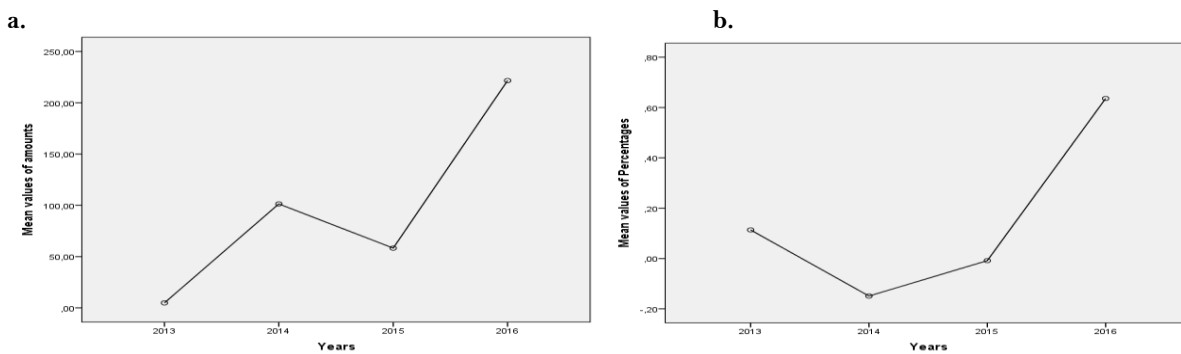 a.
250,00
200,00
150,00
100,00
50,00
,00
Mean values of amounts
2013 2014 2015 2016
Years
b.
,80
,60
,40
,20
,00
-,20
Mean values of Percentages
2013 2014 2015 2016
Years